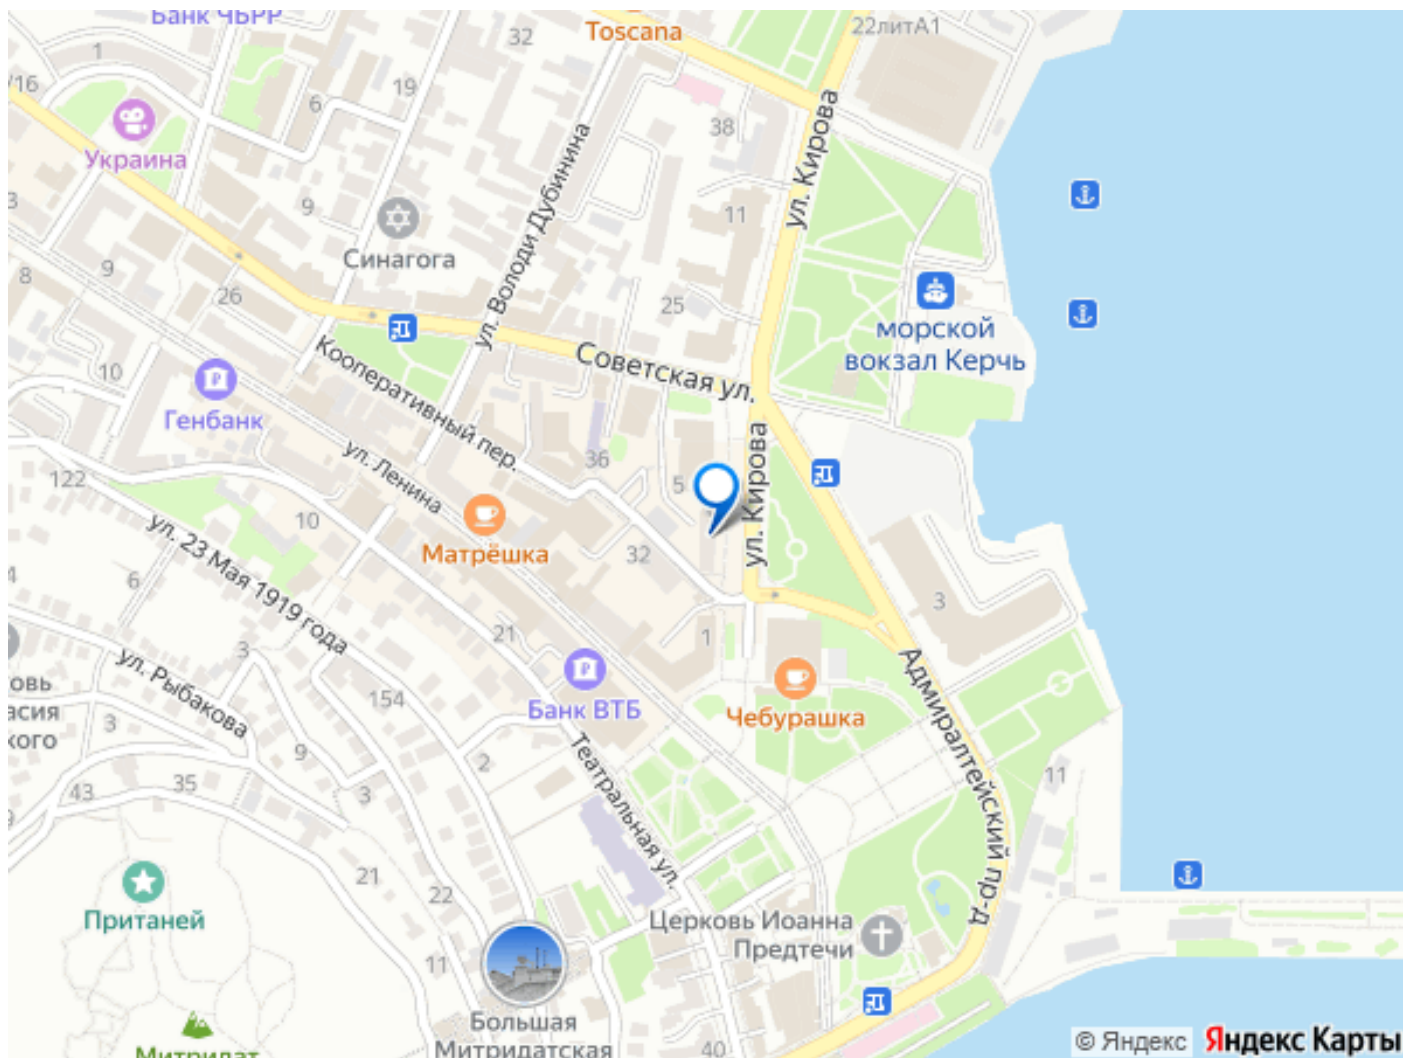 Банк ЧБРР
Toscana
22литА1
32
1
/16
19
6
38
Украина
ул. Кирова
ул. Володи Дубинина
3
9
11
Синагога
9
8
26
25
морской
вокзал Керчь
Кооперативный пер.
Советская ул.
10
Генбанк
ул. Ленина
ул. Кирова
36
5
122
10
Матрёшка
32
ул. 23 Мая 1919 года
4
6
3
21
1
3
ул. Рыбакова
Адмиралтейский пр-д
овь
асия
кого
154
Банк ВТБ
Чебурашка
3
9
2
Театральная ул.
11
43
35
3
9
21
22
Пританей
Церковь Иоанна
Предтечи
11
Большая
Митридатская
Митридат
40
© Яндекс Яндекс Карты